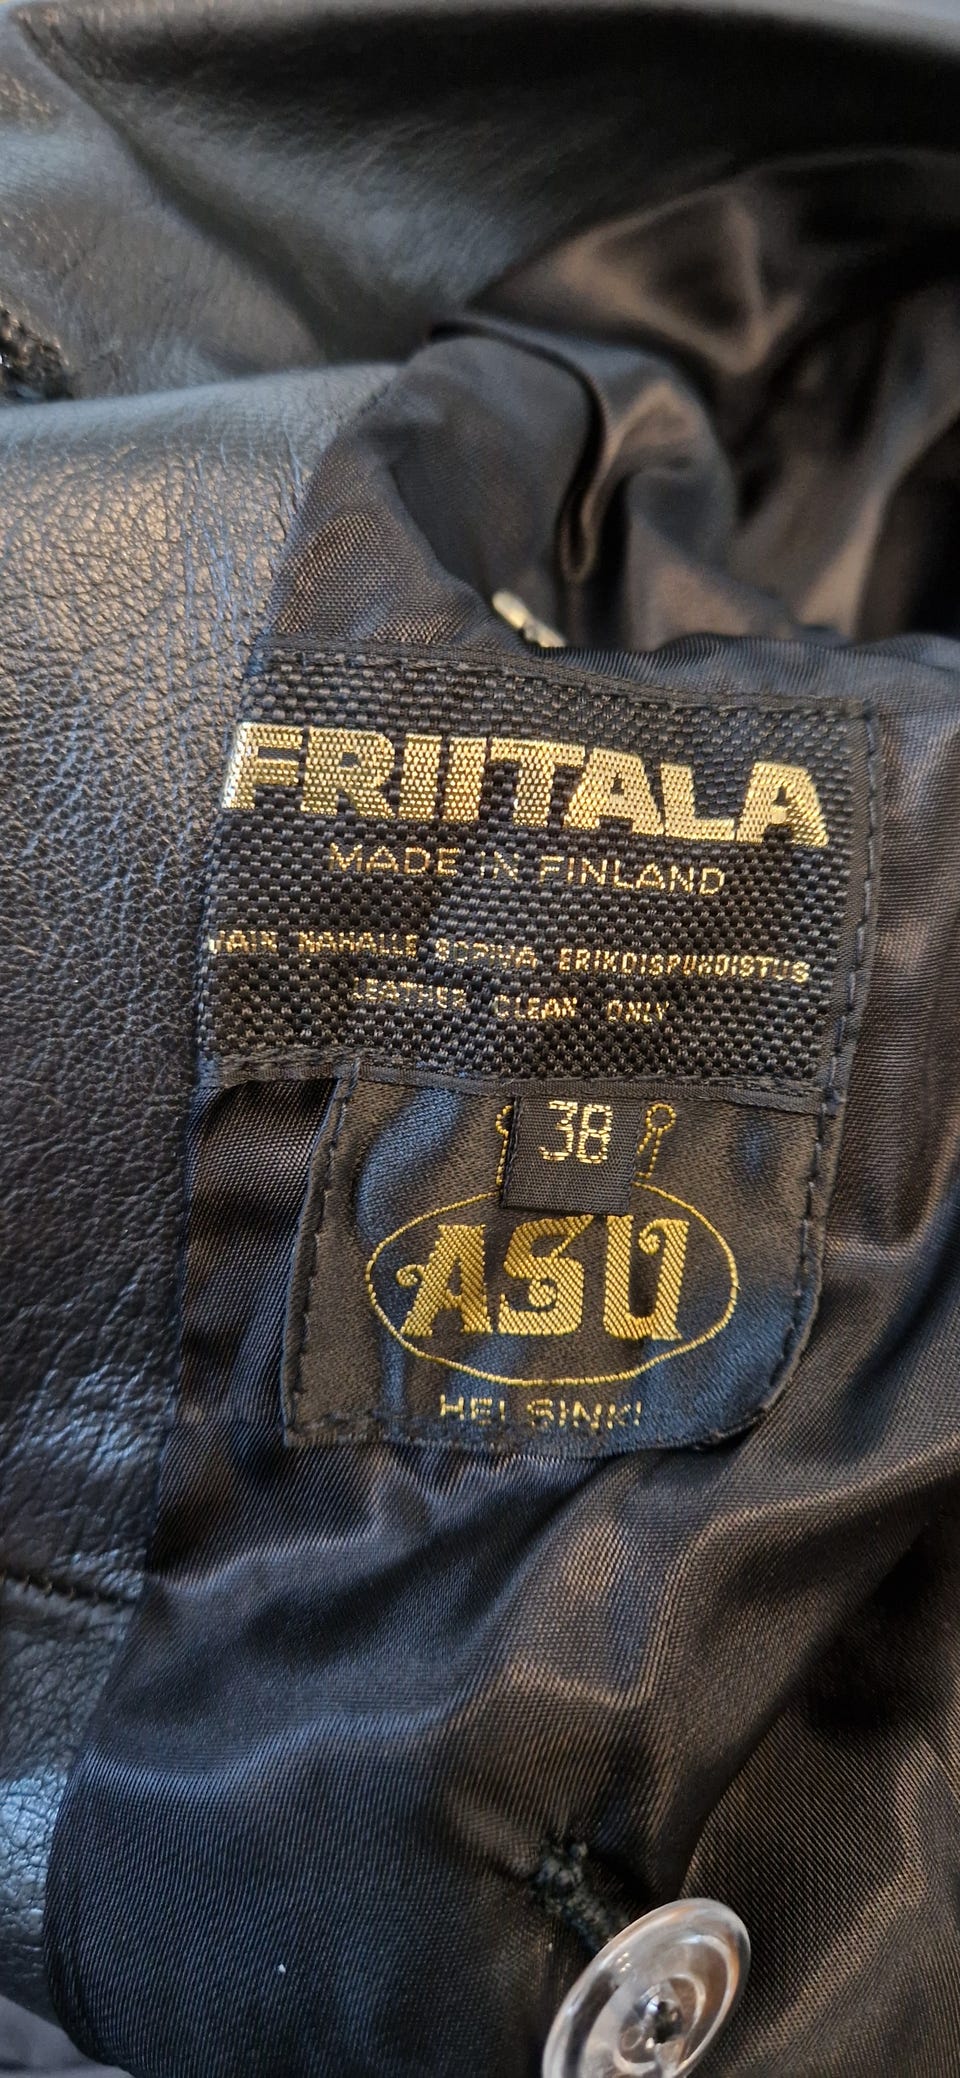 FRIITALA
MADE IN FINLAND
VAIN NAHALLE SOPIVA ERIKOISPUHDISTUS
LEATHER CLEAN ONLY
38
ASU
HELSINKI